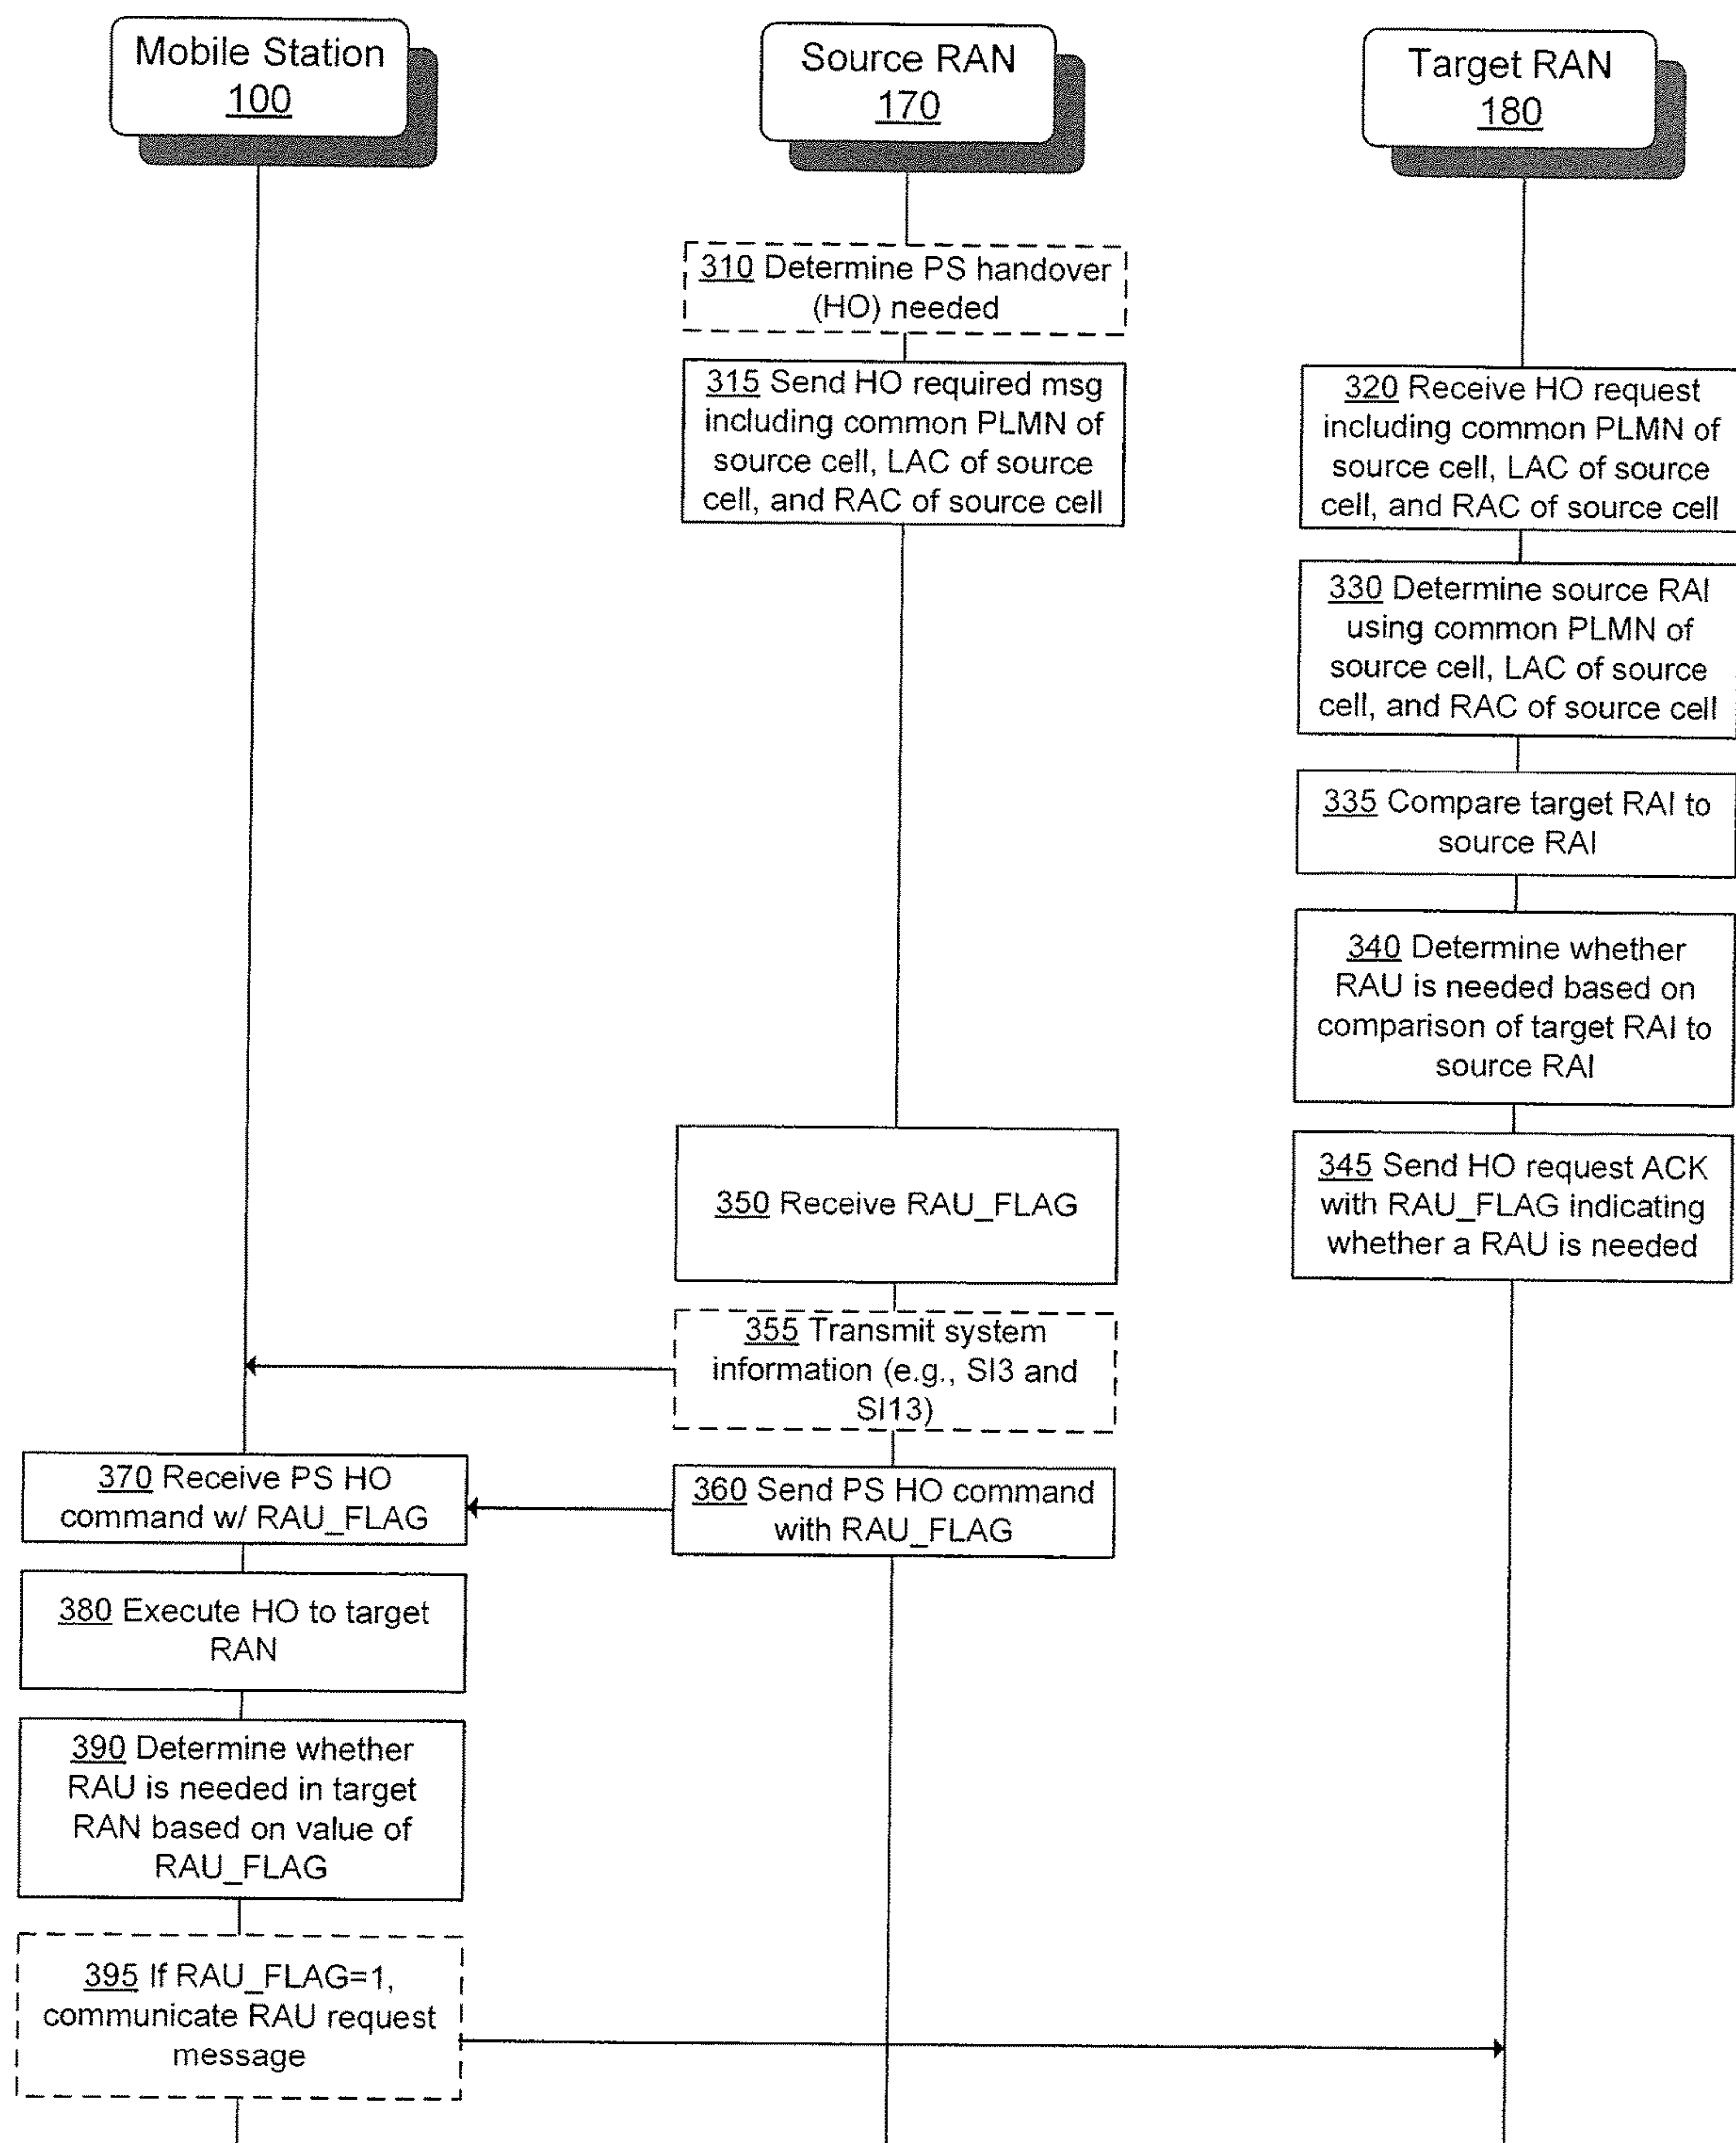 Mobile Station
100
Source RAN
170
Target RAN
180
310 Determine PS handover
(HO) needed
315 Send HO required msg
including common PLMN of
source cell, LAC of source
cell, and RAC of source cell
320 Receive HO request
including common PLMN of
source cell, LAC of source
cell, and RAC of source cell
330 Determine source RAI
using common PLMN of
source cell, LAC of source
cell, and RAC of source cell
335 Compare target RAI to
source RAI
340 Determine whether
RAU is needed based on
comparison of target RAI to
source RAI
345 Send HO request ACK
with RAU_FLAG indicating
whether a RAU is needed
350 Receive RAU_FLAG
355 Transmit system
information (e.g., SI3 and
SI13)
360 Send PS HO command
with RAU_FLAG
370 Receive PS HO
command w/ RAU_FLAG
380 Execute HO to target
RAN
390 Determine whether
RAU is needed in target
RAN based on value of
RAU_FLAG
395 If RAU_FLAG=1,
communicate RAU request
message